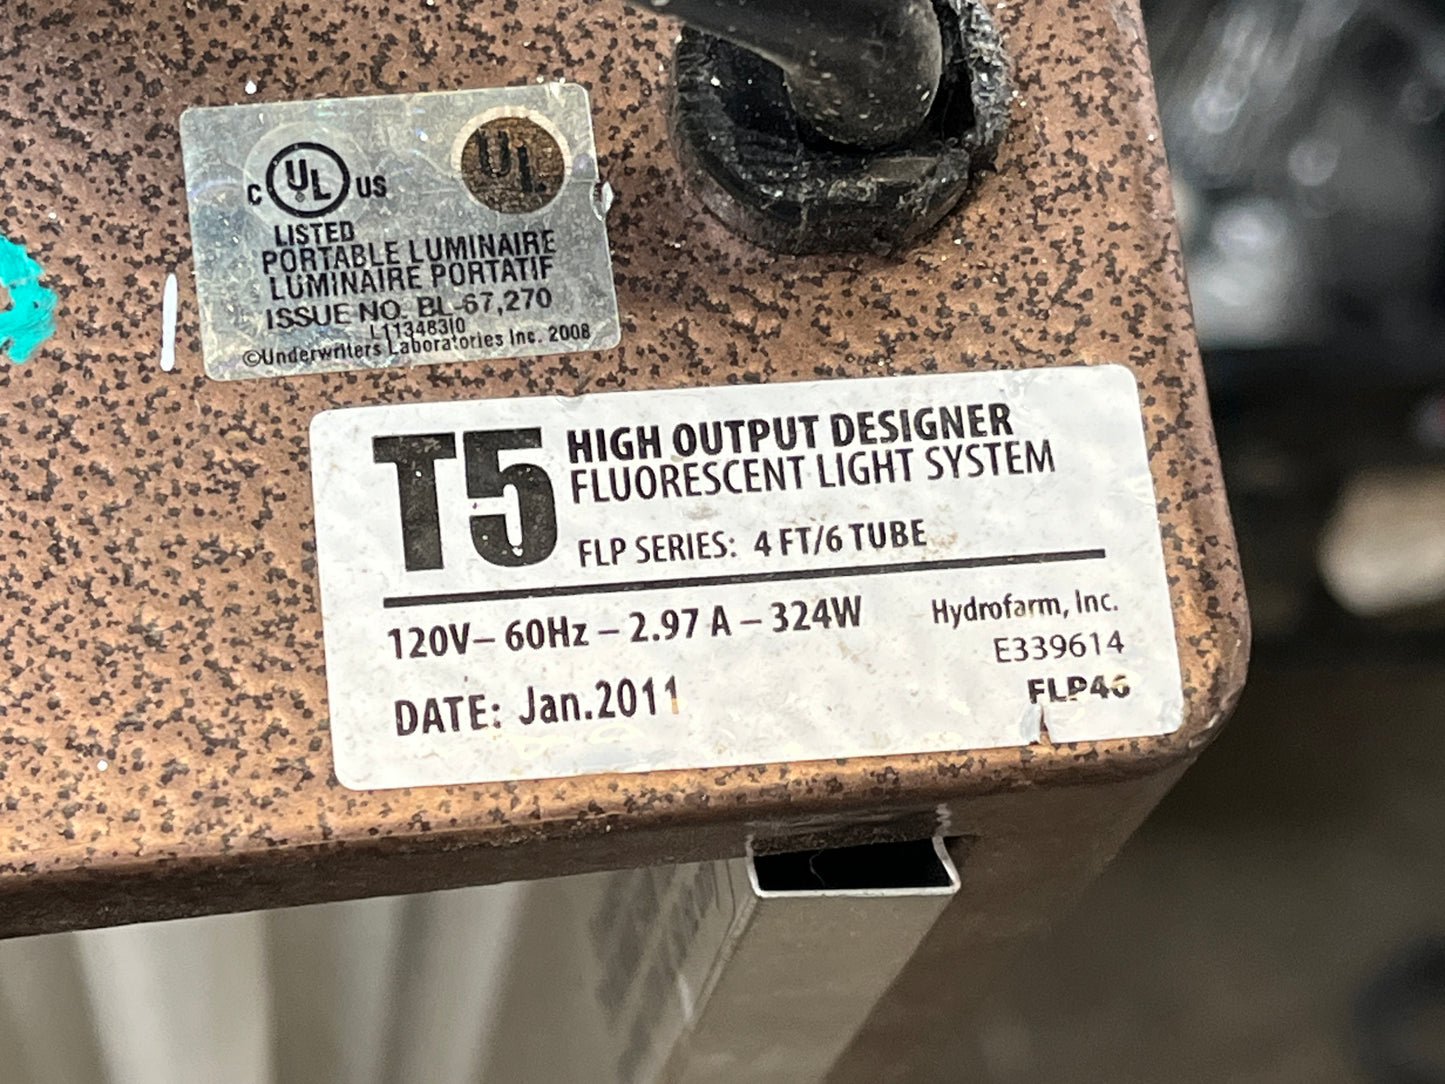 C UL US UL
®
LISTED
PORTABLE LUMINAIRE
LUMINAIRE PORTATIF
ISSUE NO. BL-67,270
L11348310
©Underwriters Laboratories Inc. 2008
T5 HIGH OUTPUT DESIGNER
FLUORESCENT LIGHT SYSTEM
FLP SERIES: 4 FT/6 TUBE
120V– 60Hz – 2.97 A – 324W
Hydrofarm, Inc.
E339614
DATE: Jan.2011
FLP46